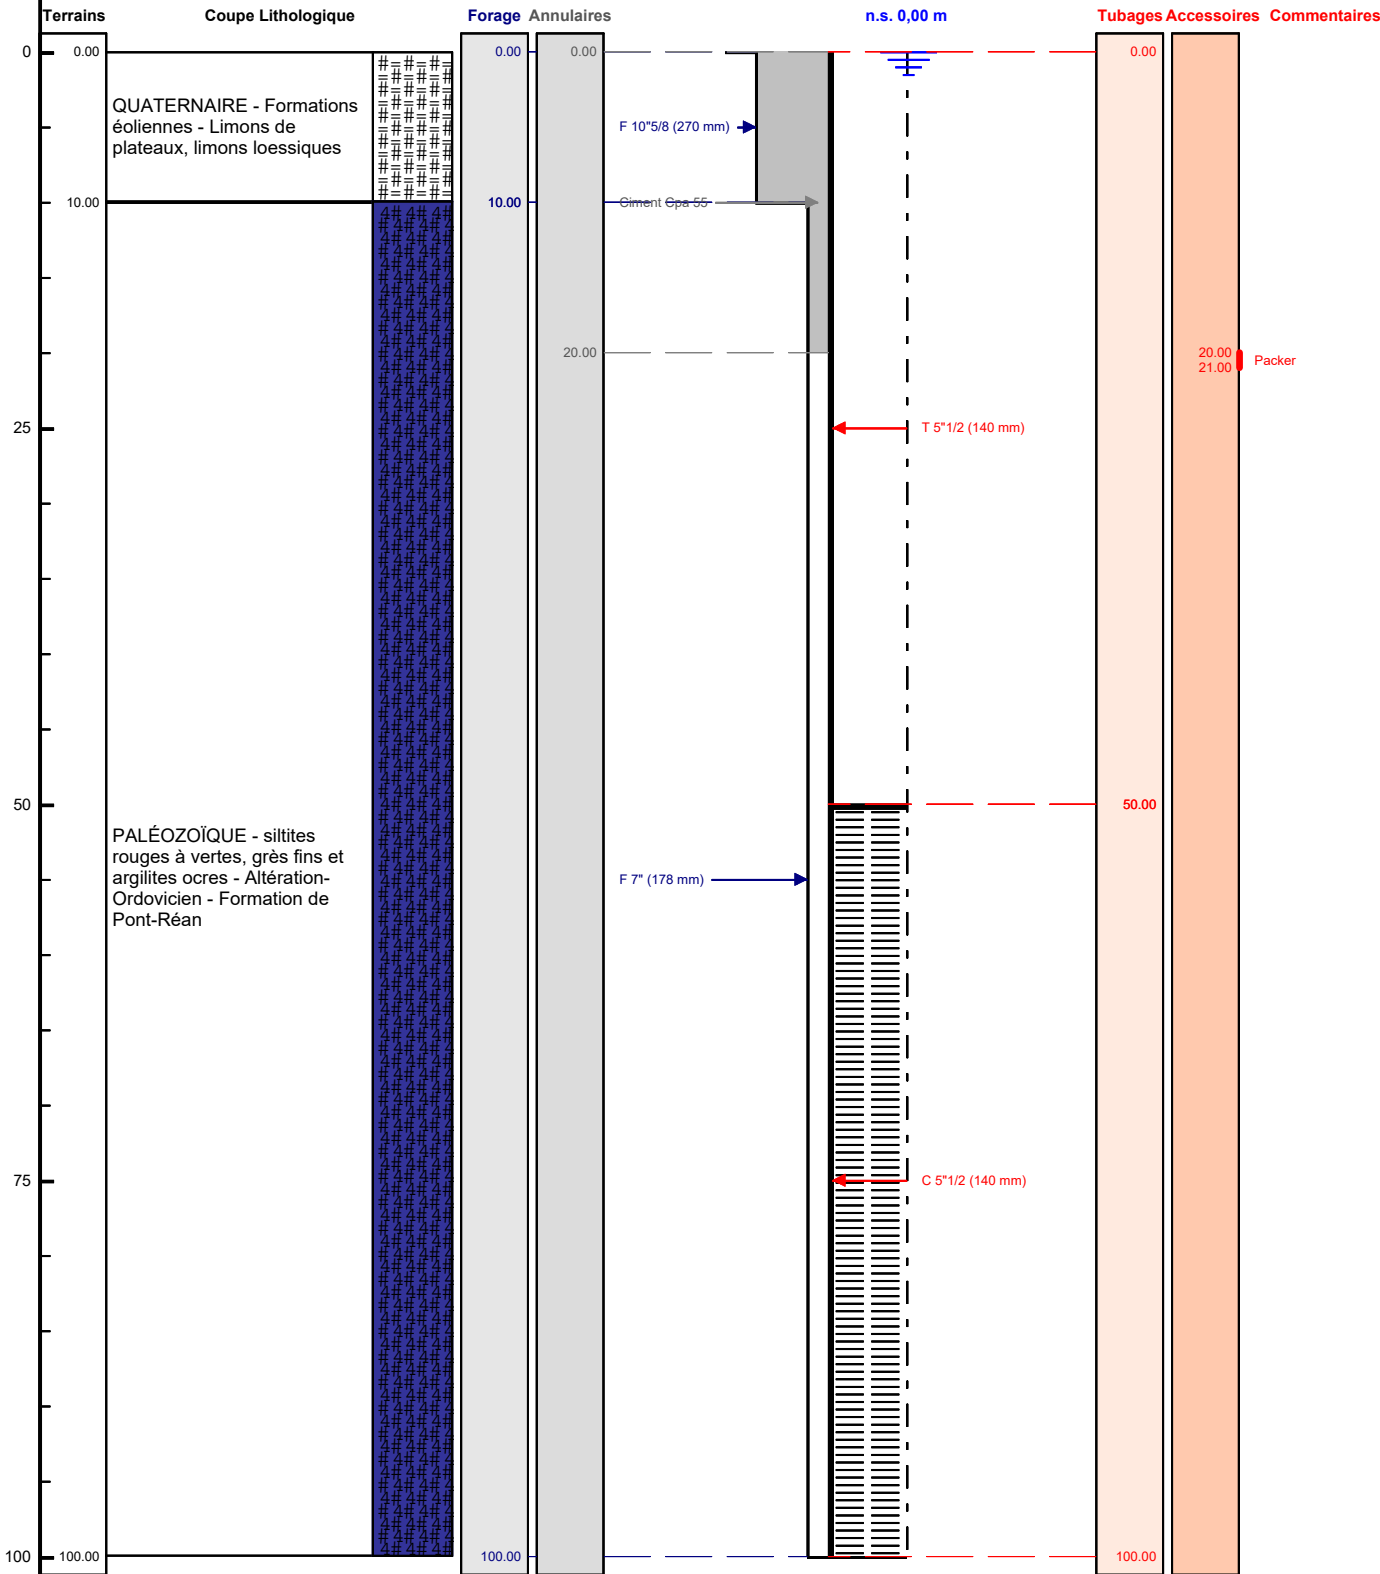 Terrains Coupe Lithologique Forage Annulaires n.s. 0,00 m Tubages Accessoires Commentaires
0 0.00 0.00 0.00 0.00
QUATERNAIRE - Formations
éoliennes - Limons de
plateaux, limons loessiques
F 10"5/8 (270 mm)
10.00 10.00 Ciment Cpa 55
20.00 20.00
21.00 Packer
25 T 5"1/2 (140 mm)
50 50.00
PALÉOZOÏQUE - siltites
rouges à vertes, grès fins et
argilites ocres - Altération-
Ordovicien - Formation de
Pont-Réan
F 7" (178 mm)
75 C 5"1/2 (140 mm)
100 100.00 100.00 100.00